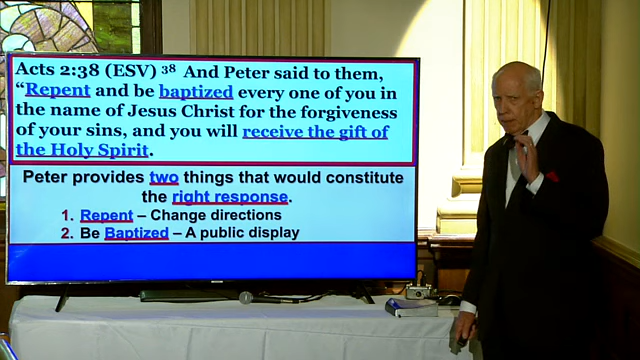 Acts 2:38 (ESV) ³⁸ And Peter said to them,
“Repent and be baptized every one of you in
the name of Jesus Christ for the forgiveness
of your sins, and you will receive the gift of
the Holy Spirit.
Peter provides two things that would constitute
the right response.
1. Repent – Change directions
2. Be Baptized – A public display